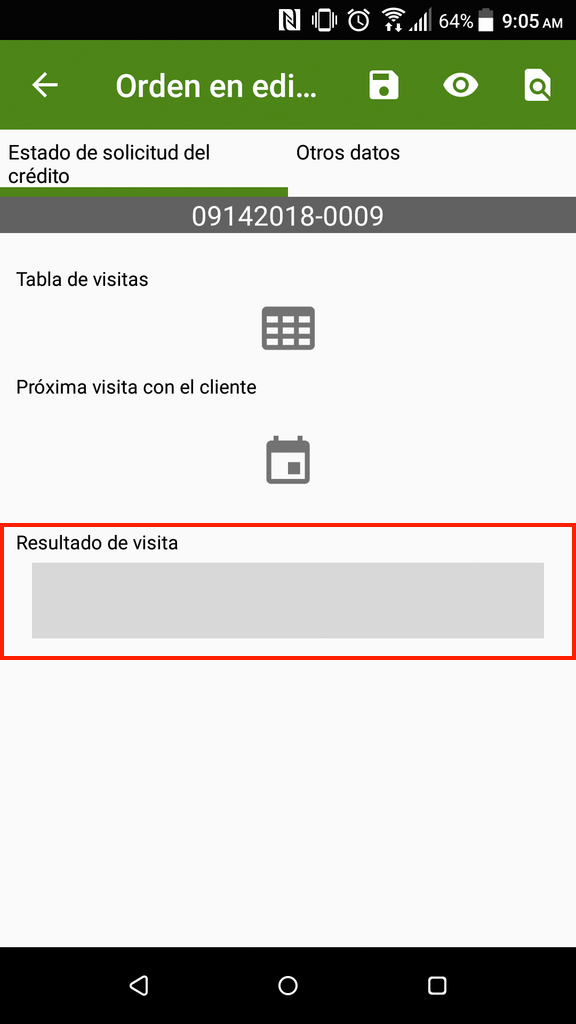 64% 9:05 AM
Orden en edi...
Estado de solicitud del
crédito
Otros datos
09142018-0009
Tabla de visitas
Próxima visita con el cliente
Resultado de visita